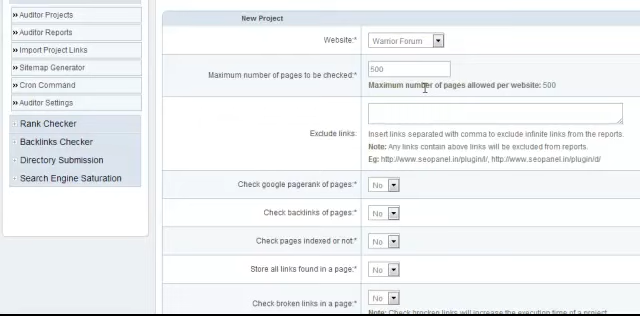 ›› Auditor Projects
›› Auditor Reports
›› Import Project Links
›› Sitemap Generator
›› Cron Command
›› Auditor Settings
Rank Checker
Backlinks Checker
Directory Submission
Search Engine Saturation
New Project
Website:* Warrior Forum
Maximum number of pages to be checked:* 500
Maximum number of pages allowed per website: 500
Exclude links:
Insert links separated with comma to exclude infinite links from the reports.
Note: Any links contain above links will be excluded from reports.
Eg: http://www.seopanel.in/plugin/l/, http://www.seopanel.in/plugin/d/
Check google pagerank of pages:* No
Check backlinks of pages:* No
Check pages indexed or not:* No
Store all links found in a page:* No
Check broken links in a page:* No
Note: Check brocken links will increase the execution time of a project